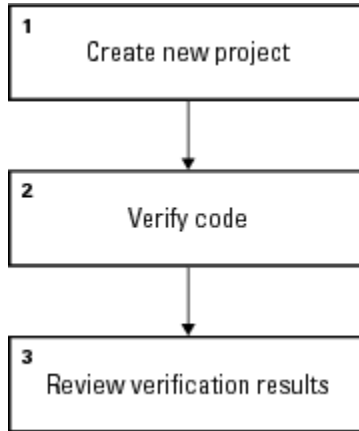 1
Create new project
2
Verify code
3
Review verification results